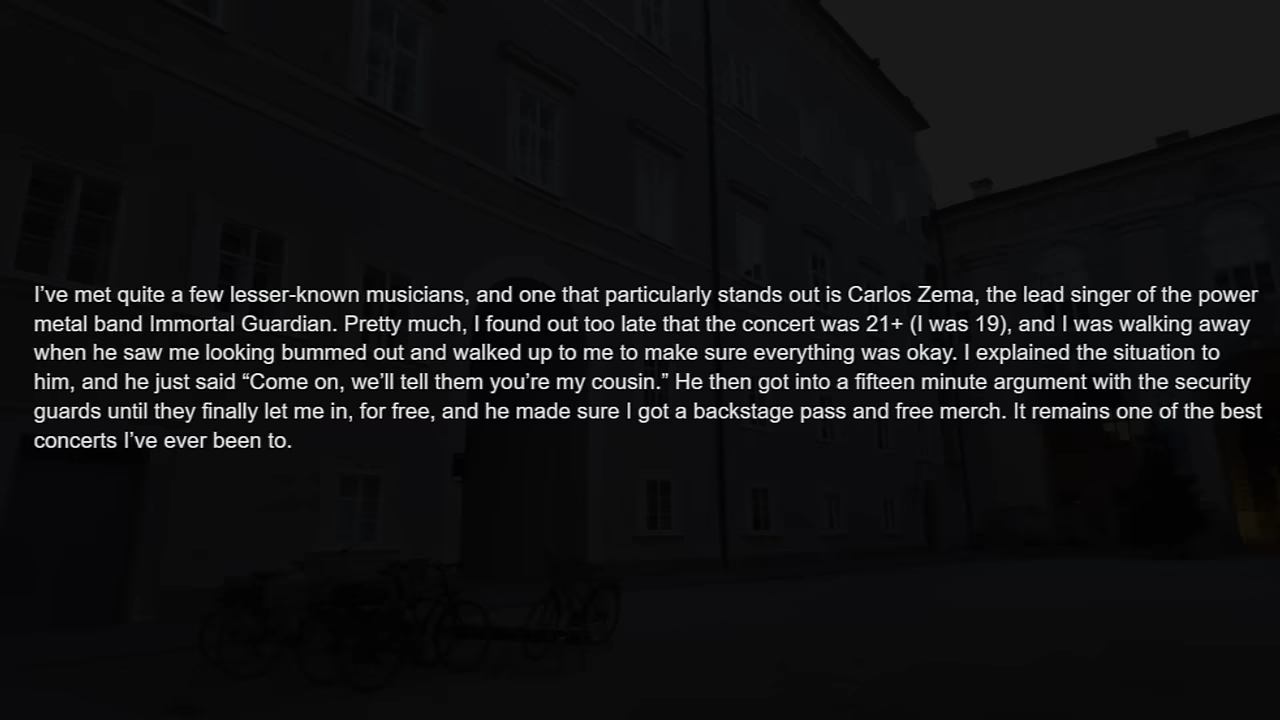 I’ve met quite a few lesser-known musicians, and one that particularly stands out is Carlos Zema, the lead singer of the power
metal band Immortal Guardian. Pretty much, I found out too late that the concert was 21+ (I was 19), and I was walking away
when he saw me looking bummed out and walked up to me to make sure everything was okay. I explained the situation to
him, and he just said “Come on, we’ll tell them you’re my cousin.” He then got into a fifteen minute argument with the security
guards until they finally let me in, for free, and he made sure I got a backstage pass and free merch. It remains one of the best
concerts I’ve ever been to.